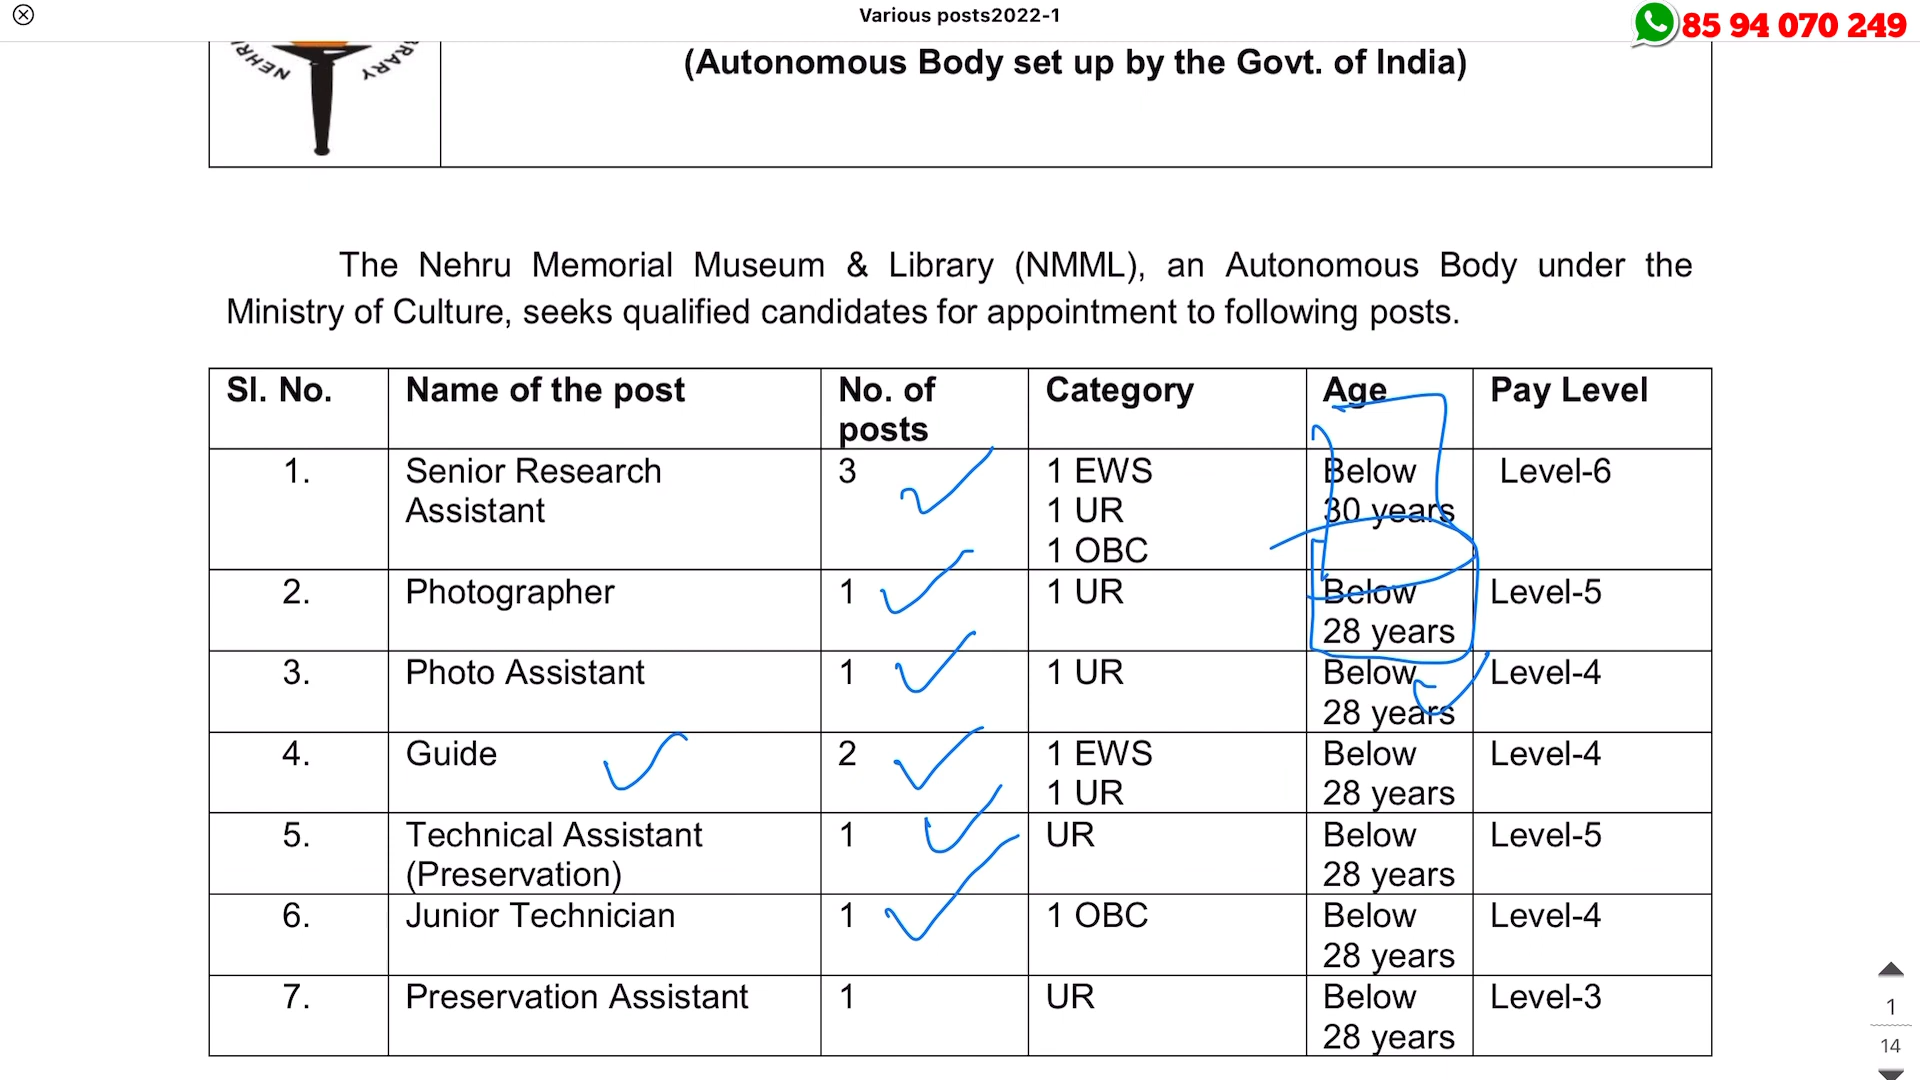 Various posts2022-1
85 94 070 249
NEHR
BRARY
(Autonomous Body set up by the Govt. of India)
The Nehru Memorial Museum & Library (NMML), an Autonomous Body under the
Ministry of Culture, seeks qualified candidates for appointment to following posts.
Sl. No. Name of the post No. of posts Category Age Pay Level
1. Senior Research Assistant 3 1 EWS 1 UR 1 OBC Below 30 years Level-6
2. Photographer 1 1 UR Below 28 years Level-5
3. Photo Assistant 1 1 UR Below 28 years Level-4
4. Guide 2 1 EWS 1 UR Below 28 years Level-4
5. Technical Assistant (Preservation) 1 UR Below 28 years Level-5
6. Junior Technician 1 1 OBC Below 28 years Level-4
7. Preservation Assistant 1 UR Below 28 years Level-3
1
14